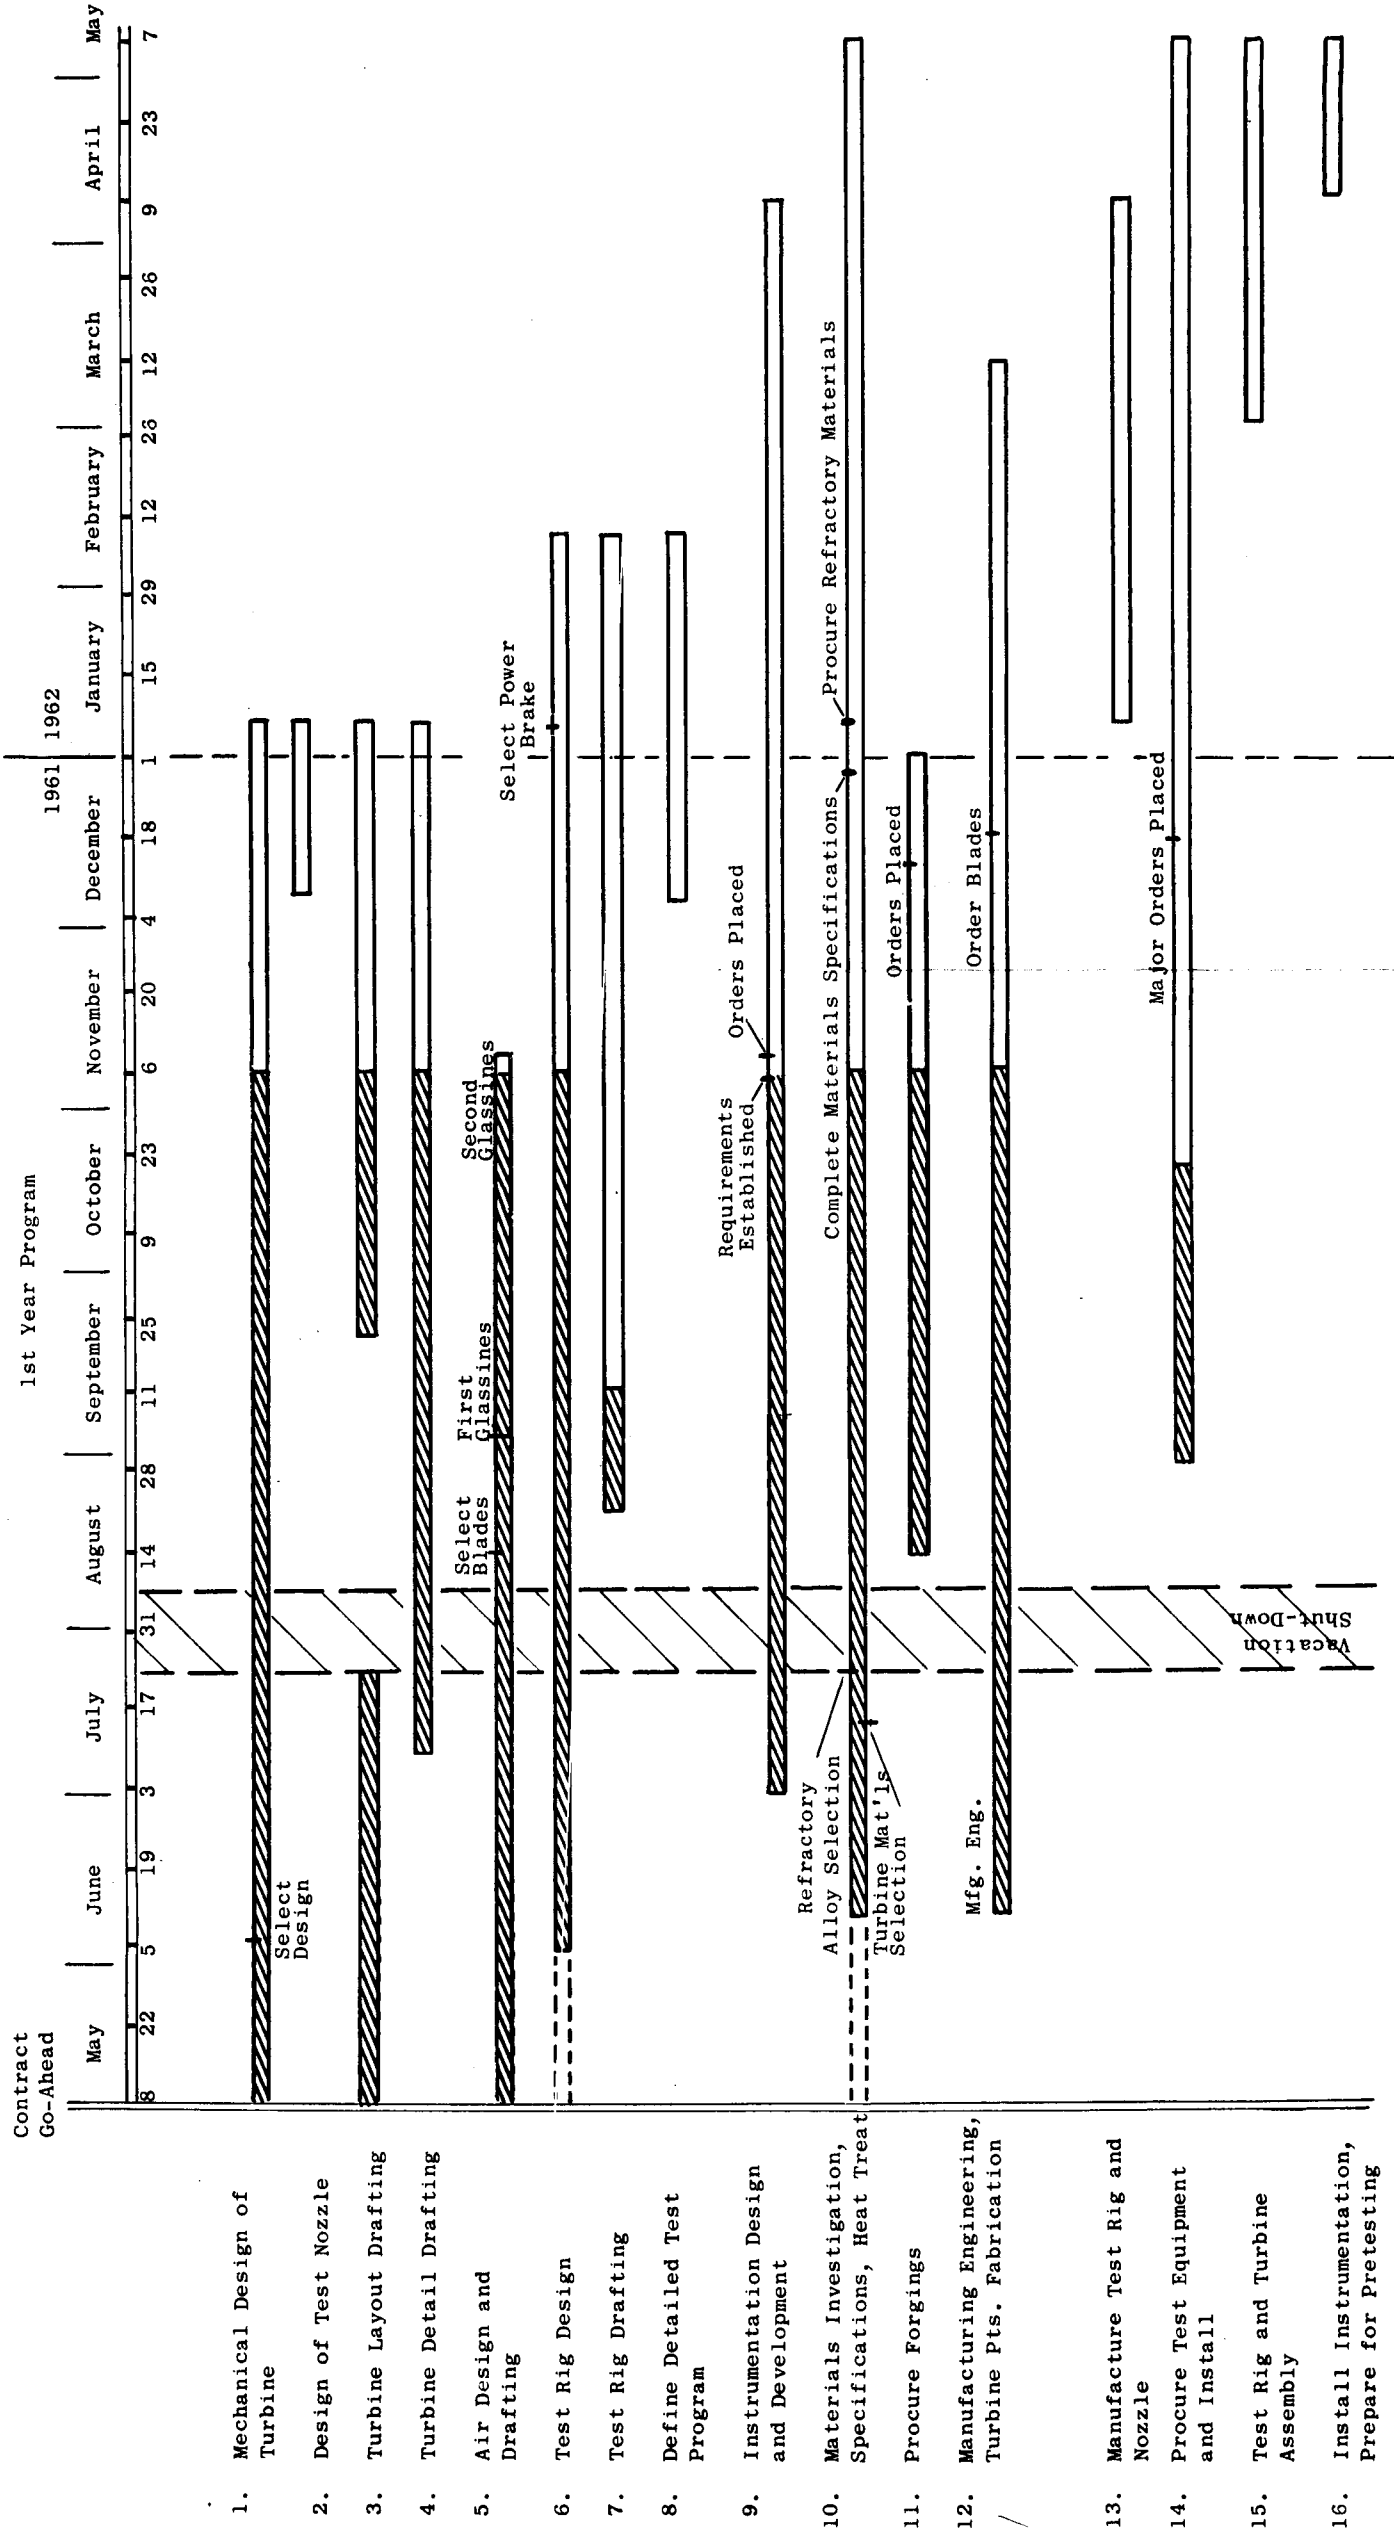 1st Year Program
Contract
Go-Ahead
1961 1962
May June July August September October November December January February March April May
8 22 5 19 3 17 31 14 28 11 25 9 23 6 20 4 18 1 15 29 12 26 12 26 9 23 7
1. Mechanical Design of
Turbine
Select
Design
2. Design of Test Nozzle
3. Turbine Layout Drafting
4. Turbine Detail Drafting
5. Air Design and
Drafting
Select
Blades
First
Glassines
Second
Glassines
6. Test Rig Design
Select Power
Brake
7. Test Rig Drafting
8. Define Detailed Test
Program
9. Instrumentation Design
and Development
Requirements
Established
Orders Placed
10. Materials Investigation,
Specifications, Heat Treat
Refractory
Alloy Selection
Turbine Mat'ls
Selection
Complete Materials Specifications
Procure Refractory Materials
11. Procure Forgings
Orders Placed
12. Manufacturing Engineering,
Turbine Pts. Fabrication
Mfg. Eng.
Order Blades
13. Manufacture Test Rig and
Nozzle
14. Procure Test Equipment
and Install
Major Orders Placed
15. Test Rig and Turbine
Assembly
16. Install Instrumentation,
Prepare for Pretesting
Vacation
Shut-Down